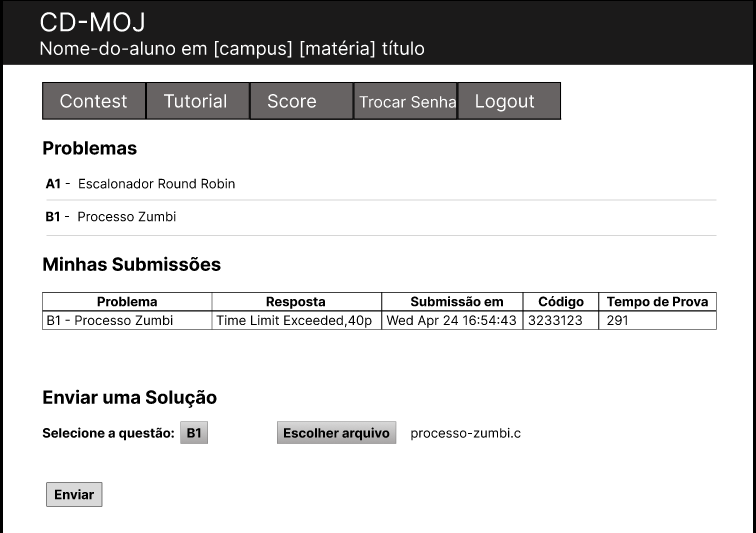 CD-MOJ
Nome-do-aluno em [campus] [matéria] título
Contest Tutorial Score Trocar Senha Logout
Problemas
A1 - Escalonador Round Robin
B1 - Processo Zumbi
Minhas Submissões
Problema Resposta Submissão em Código Tempo de Prova
B1 - Processo Zumbi Time Limit Exceeded,40p Wed Apr 24 16:54:43 3233123 291
Enviar uma Solução
Selecione a questão: B1 Escolher arquivo processo-zumbi.c
Enviar